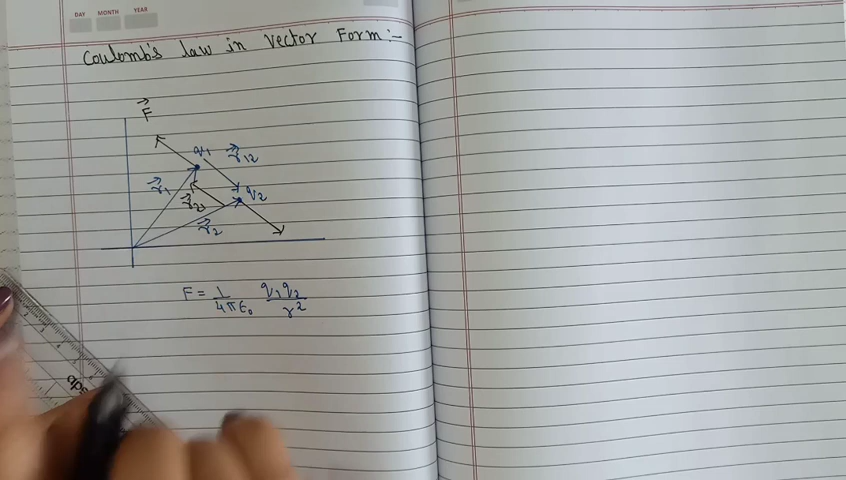 DAY MONTH YEAR
Coulomb's law in Vector Form:-
F⃗
q₁ r⃗₁₂
r⃗₁ q₂
r⃗₂₁
r⃗₂
F = 1/4πε₀ q₁q₂/r²